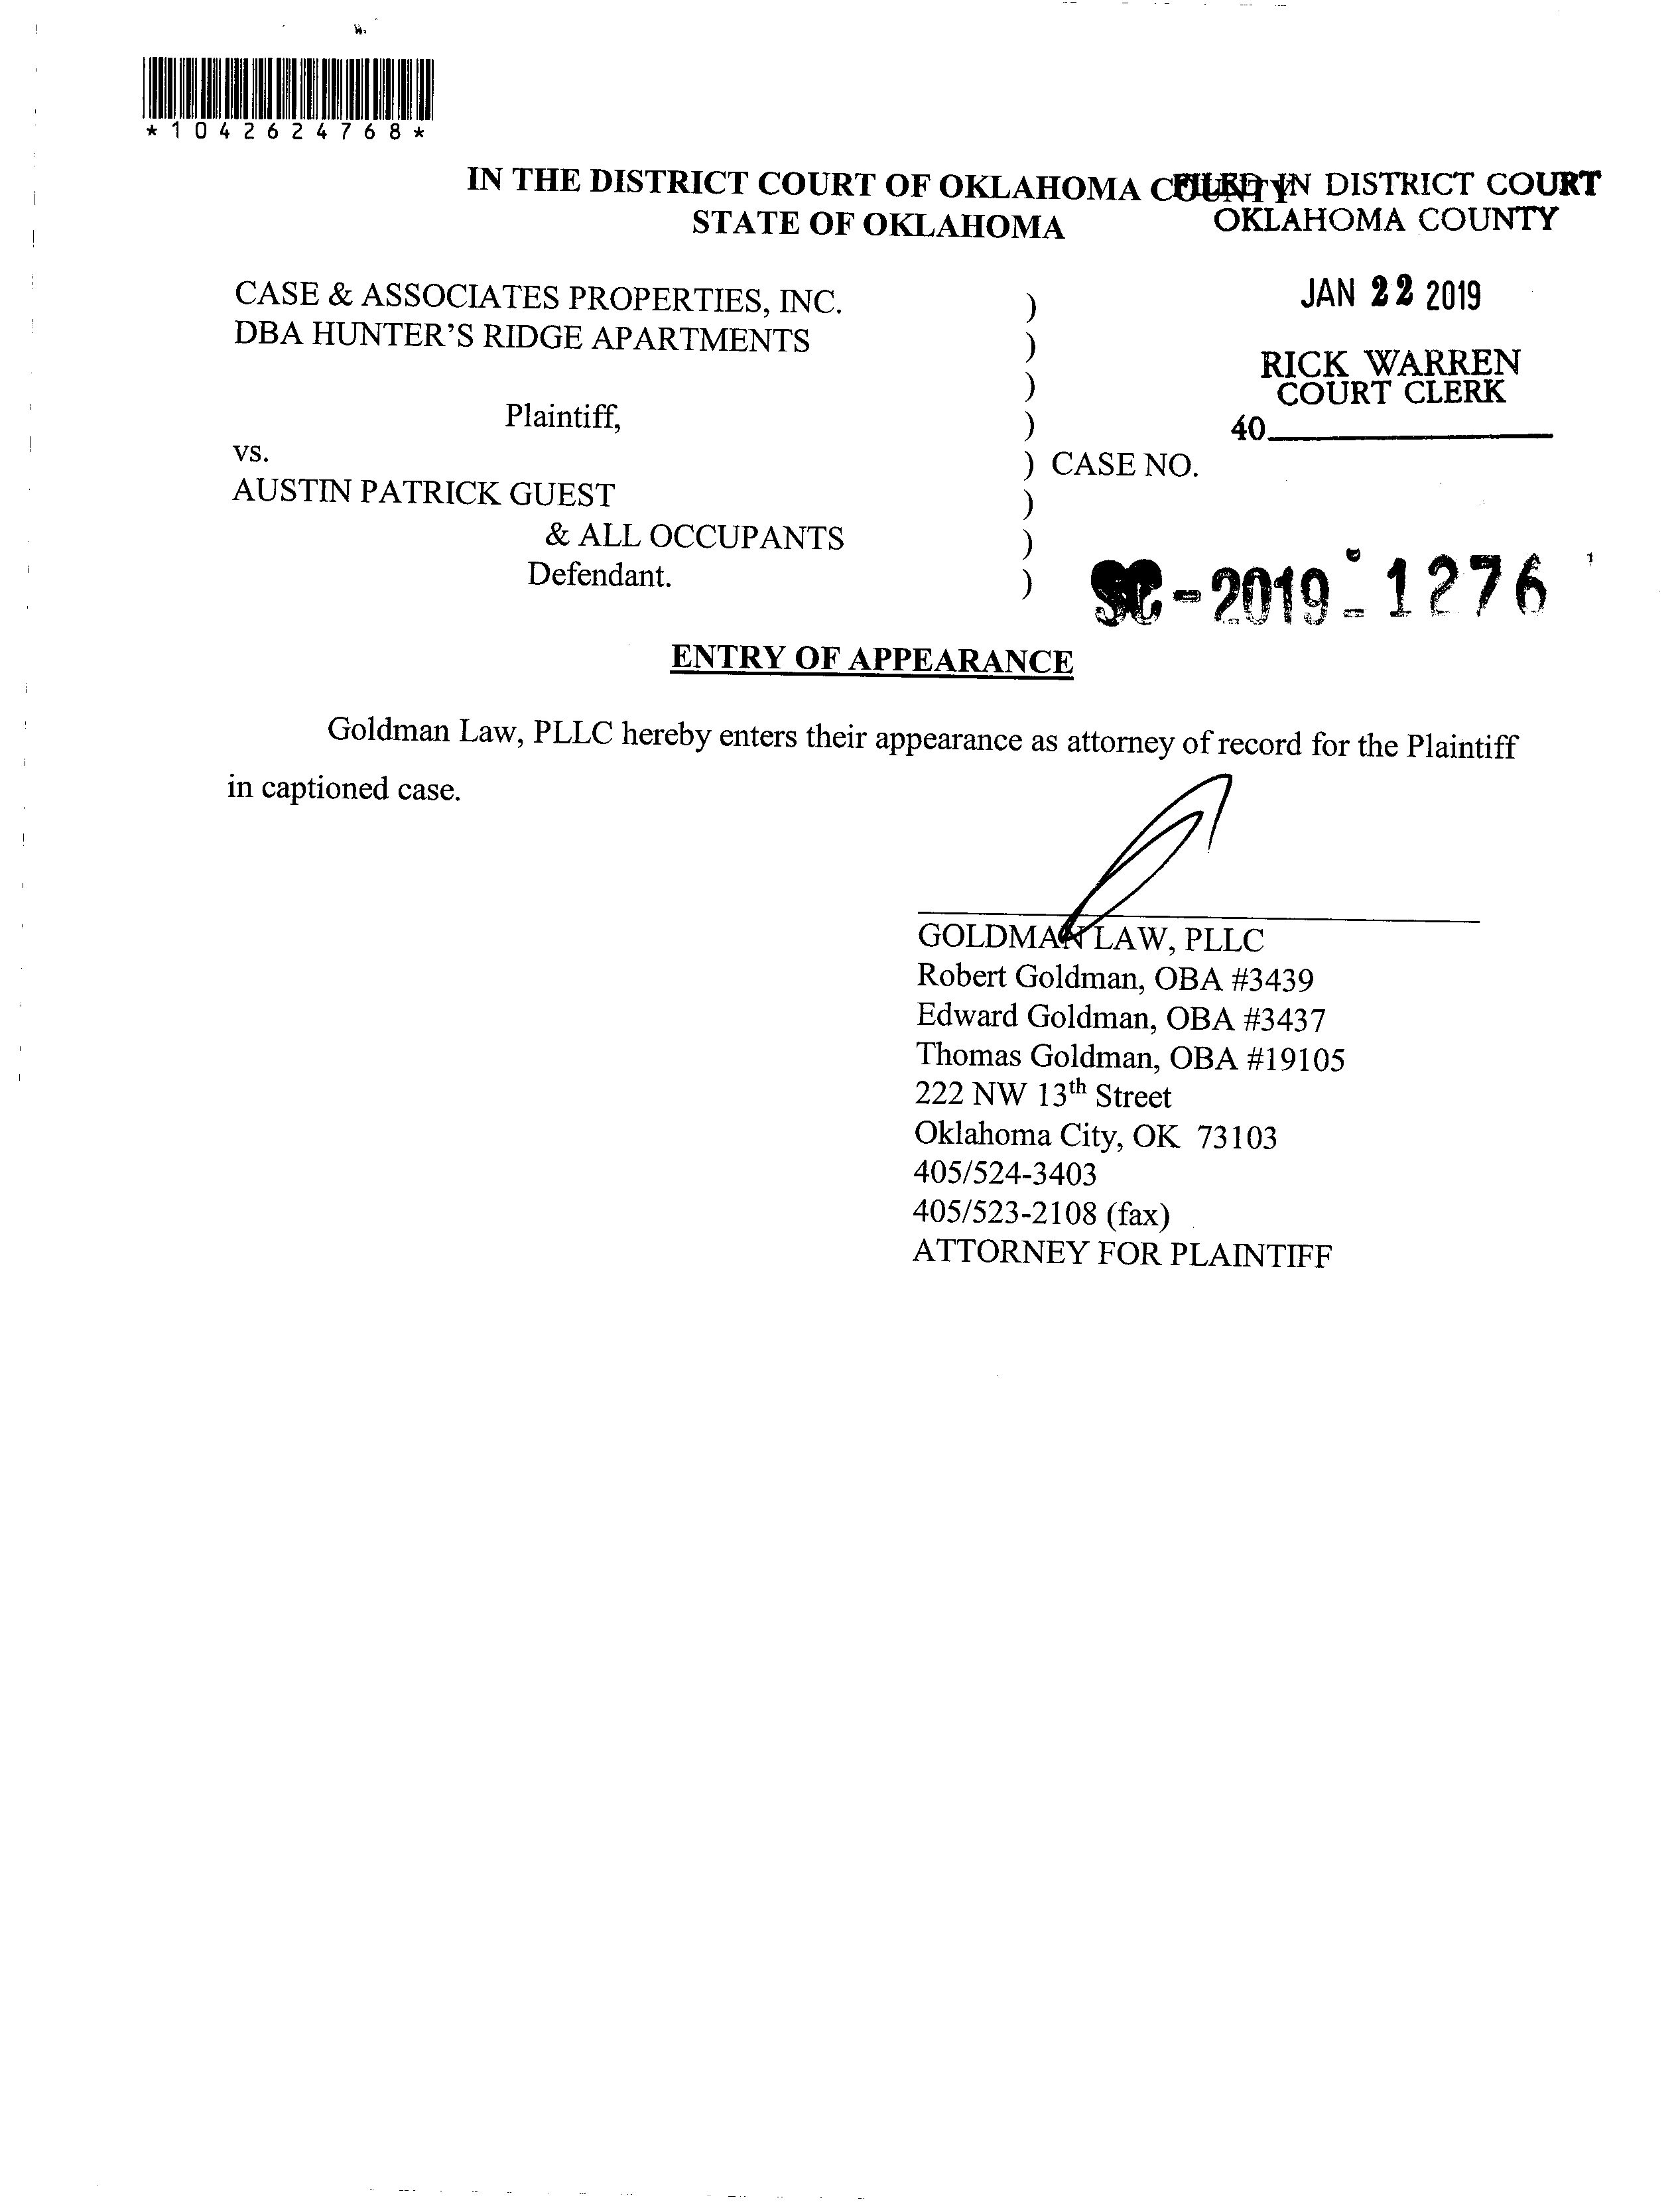 *1042624768*
IN THE DISTRICT COURT OF OKLAHOMA COUNTY
STATE OF OKLAHOMA
FILED IN DISTRICT COURT
OKLAHOMA COUNTY
JAN 22 2019
RICK WARREN
COURT CLERK
40
CASE & ASSOCIATES PROPERTIES, INC. )
DBA HUNTER'S RIDGE APARTMENTS )
)
Plaintiff, )
vs. ) CASE NO.
AUSTIN PATRICK GUEST )
& ALL OCCUPANTS )
Defendant. )
SC-2019-1276
ENTRY OF APPEARANCE
Goldman Law, PLLC hereby enters their appearance as attorney of record for the Plaintiff
in captioned case.
GOLDMAN LAW, PLLC
Robert Goldman, OBA #3439
Edward Goldman, OBA #3437
Thomas Goldman, OBA #19105
222 NW 13th Street
Oklahoma City, OK 73103
405/524-3403
405/523-2108 (fax)
ATTORNEY FOR PLAINTIFF